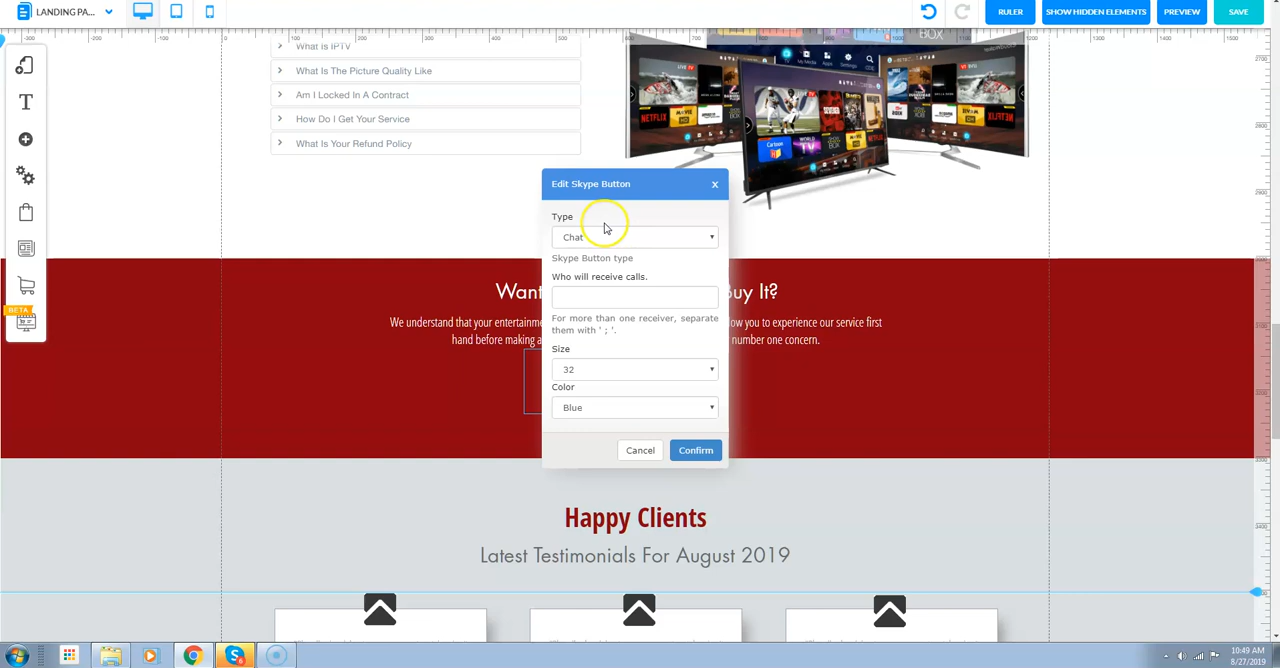 LANDING PA...
RULER
SHOW HIDDEN ELEMENTS
PREVIEW
SAVE
What is IPTV
What Is The Picture Quality Like
Am I Locked In A Contract
How Do I Get Your Service
What Is Your Refund Policy
Edit Skype Button
x
Type
Chat
Skype Button type
Who will receive calls.
For more than one receiver, separate
them with ' ; '.
Size
32
Color
Blue
Cancel
Confirm
Want
Buy It?
We understand that your entertainme
low you to experience our service first
hand before making a
number one concern.
BETA
Happy Clients
Latest Testimonials For August 2019
10:49 AM
8/27/2019